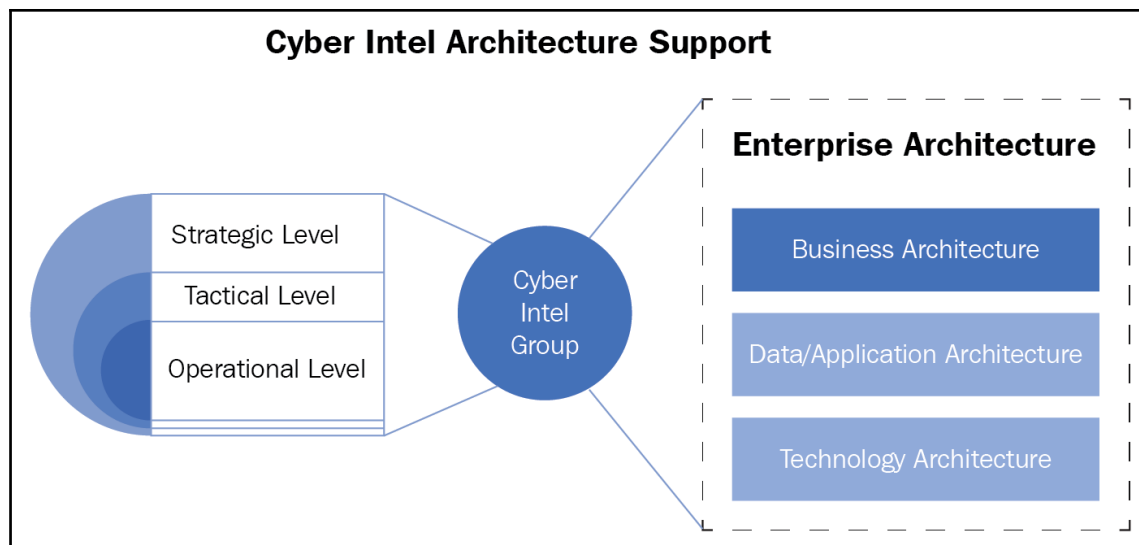 Cyber Intel Architecture Support
Strategic Level
Tactical Level
Operational Level
Cyber
Intel
Group
Enterprise Architecture
Business Architecture
Data/Application Architecture
Technology Architecture